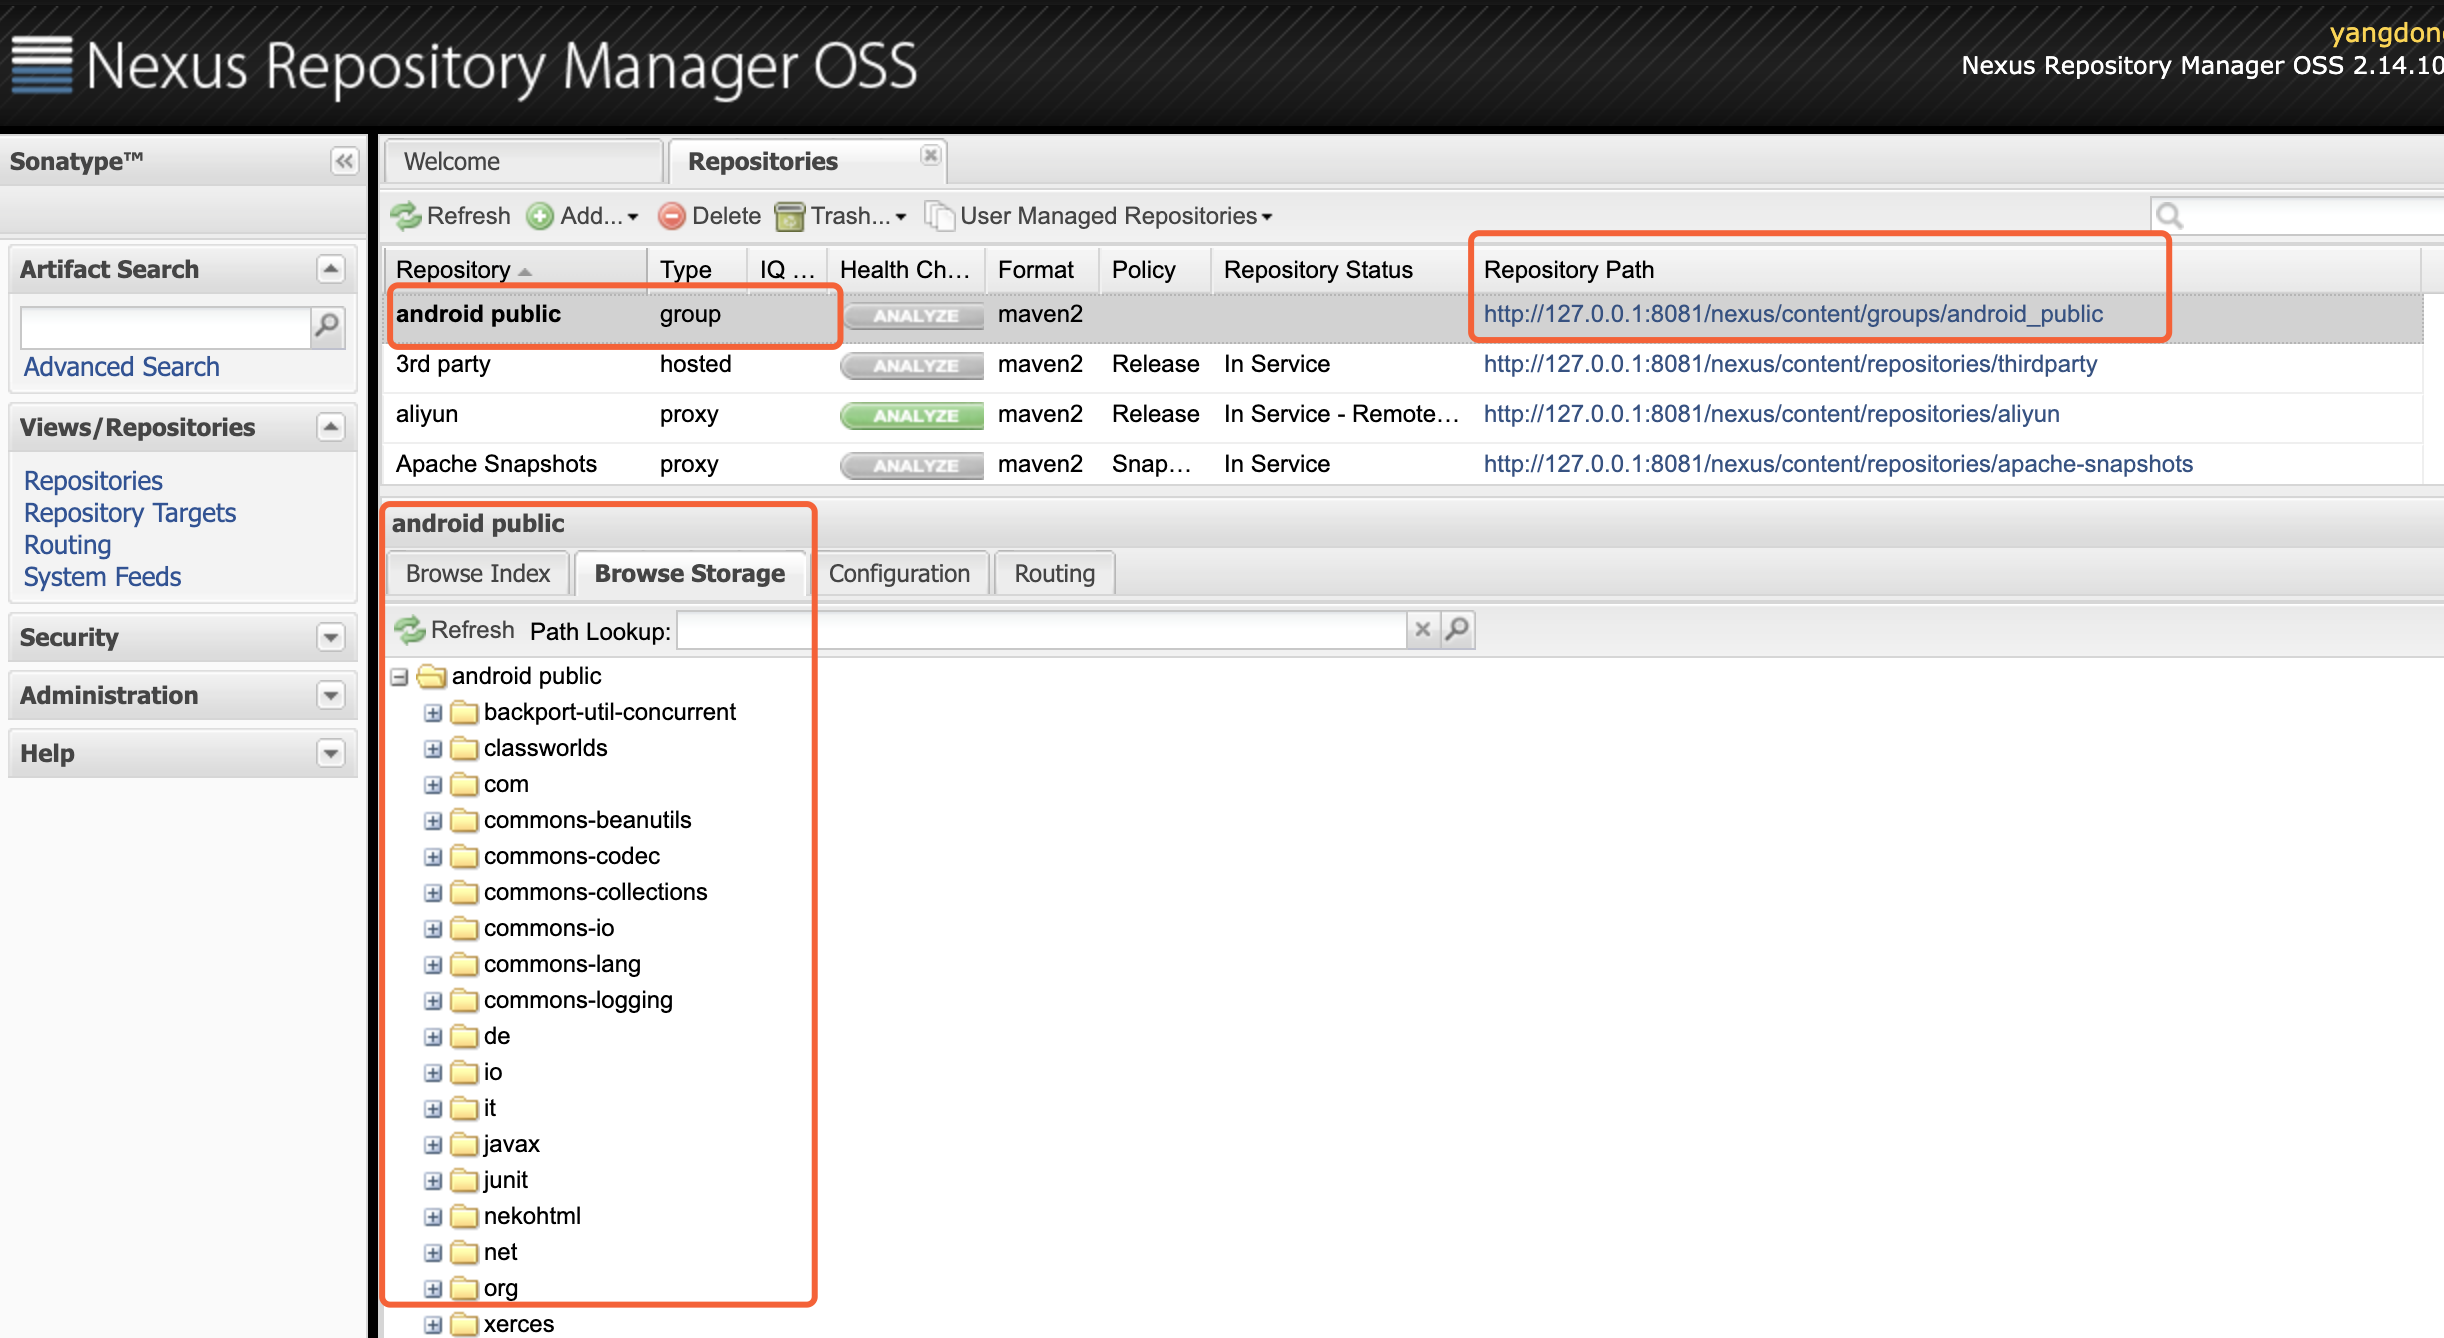 yangdon
Nexus Repository Manager OSS
Nexus Repository Manager OSS 2.14.10
Sonatype™
Welcome
Repositories
Refresh Add... Delete Trash... User Managed Repositories
Artifact Search
Advanced Search
Views/Repositories
Repositories
Repository Targets
Routing
System Feeds
Security
Administration
Help
Repository Type IQ ... Health Ch... Format Policy Repository Status Repository Path
android public group ANALYZE maven2 http://127.0.0.1:8081/nexus/content/groups/android_public
3rd party hosted ANALYZE maven2 Release In Service http://127.0.0.1:8081/nexus/content/repositories/thirdparty
aliyun proxy ANALYZE maven2 Release In Service - Remote... http://127.0.0.1:8081/nexus/content/repositories/aliyun
Apache Snapshots proxy ANALYZE maven2 Snap... In Service http://127.0.0.1:8081/nexus/content/repositories/apache-snapshots
android public
Browse Index Browse Storage Configuration Routing
Refresh Path Lookup:
android public
backport-util-concurrent
classworlds
com
commons-beanutils
commons-codec
commons-collections
commons-io
commons-lang
commons-logging
de
io
it
javax
junit
nekohtml
net
org
xerces